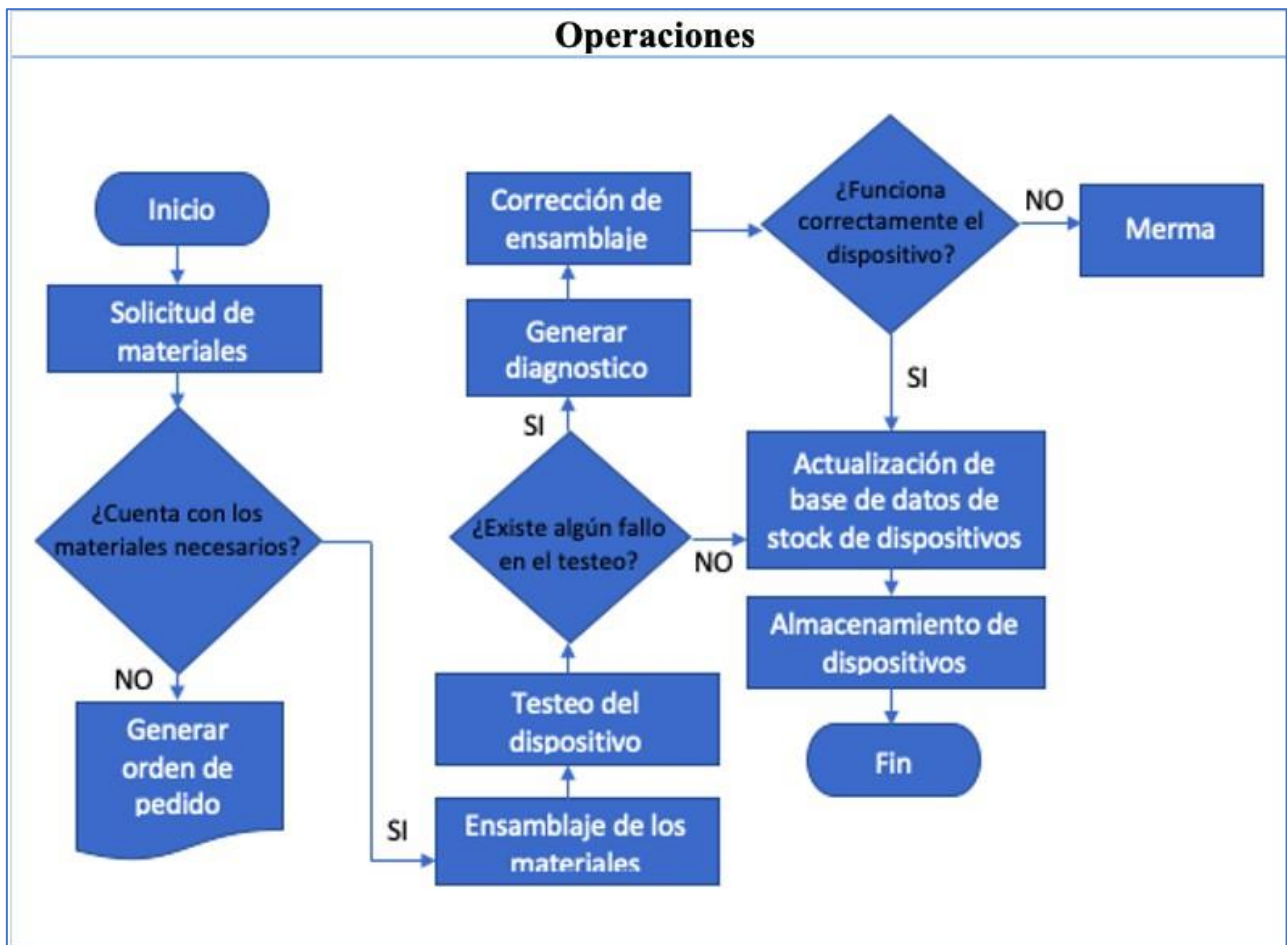 Operaciones
Inicio
Solicitud de
materiales
¿Cuenta con los
materiales necesarios?
NO
Generar
orden de
pedido
SI
Ensamblaje de los
materiales
Testeo del
dispositivo
¿Existe algún fallo
en el testeo?
SI
Generar
diagnostico
Corrección de
ensamblaje
¿Funciona
correctamente el
dispositivo?
NO
Merma
SI
NO
Actualización de
base de datos de
stock de dispositivos
Almacenamiento de
dispositivos
Fin